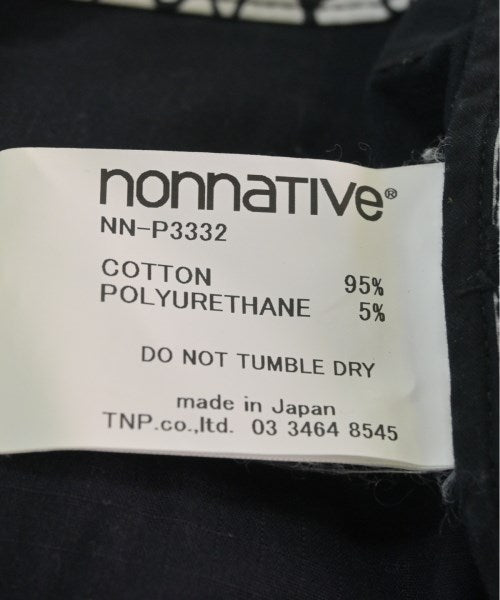 nonnative®
NN-P3332
COTTON 95%
POLYURETHANE 5%
DO NOT TUMBLE DRY
made in Japan
TNP.co.,ltd. 03 3464 8545